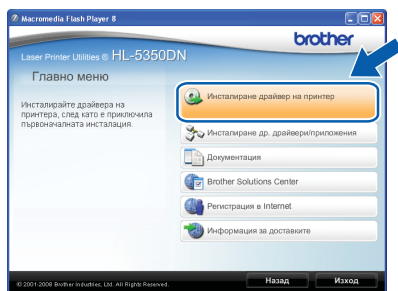 Macromedia Flash Player 8
brother
Laser Printer Utilities © HL-5350DN
Главно меню
Инсталирайте драйвера на
принтера, след като е приключила
първоначалната инсталация.
Инсталиране драйвер на принтер
Инсталиране др. драйвери/приложения
Документация
Brother Solutions Center
Регистрация в Internet
Информация за доставките
© 2001-2008 Brother Industries, Ltd. All Rights Reserved.
Назад
Изход